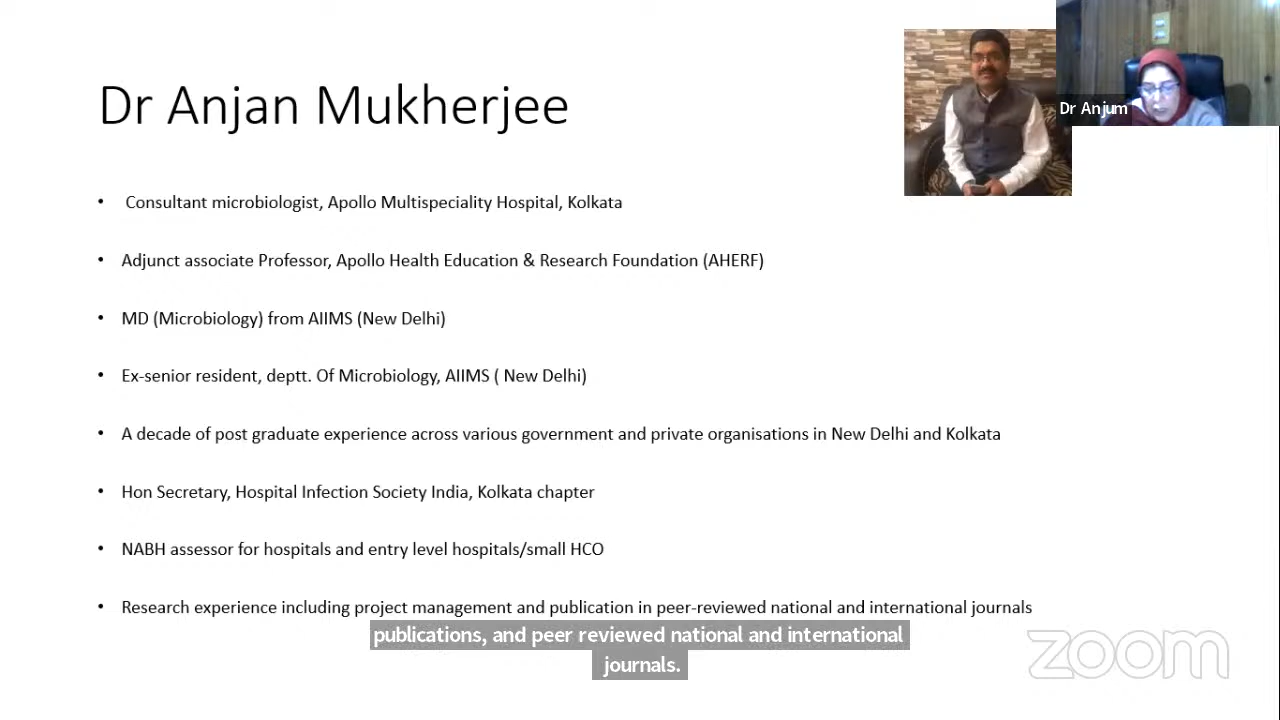 Dr Anjan Mukherjee
Dr Anjum
• Consultant microbiologist, Apollo Multispeciality Hospital, Kolkata
• Adjunct associate Professor, Apollo Health Education & Research Foundation (AHERF)
• MD (Microbiology) from AIIMS (New Delhi)
• Ex-senior resident, deptt. Of Microbiology, AIIMS ( New Delhi)
• A decade of post graduate experience across various government and private organisations in New Delhi and Kolkata
• Hon Secretary, Hospital Infection Society India, Kolkata chapter
• NABH assessor for hospitals and entry level hospitals/small HCO
• Research experience including project management and publication in peer-reviewed national and international journals
publications, and peer reviewed national and international
journals.
zoom